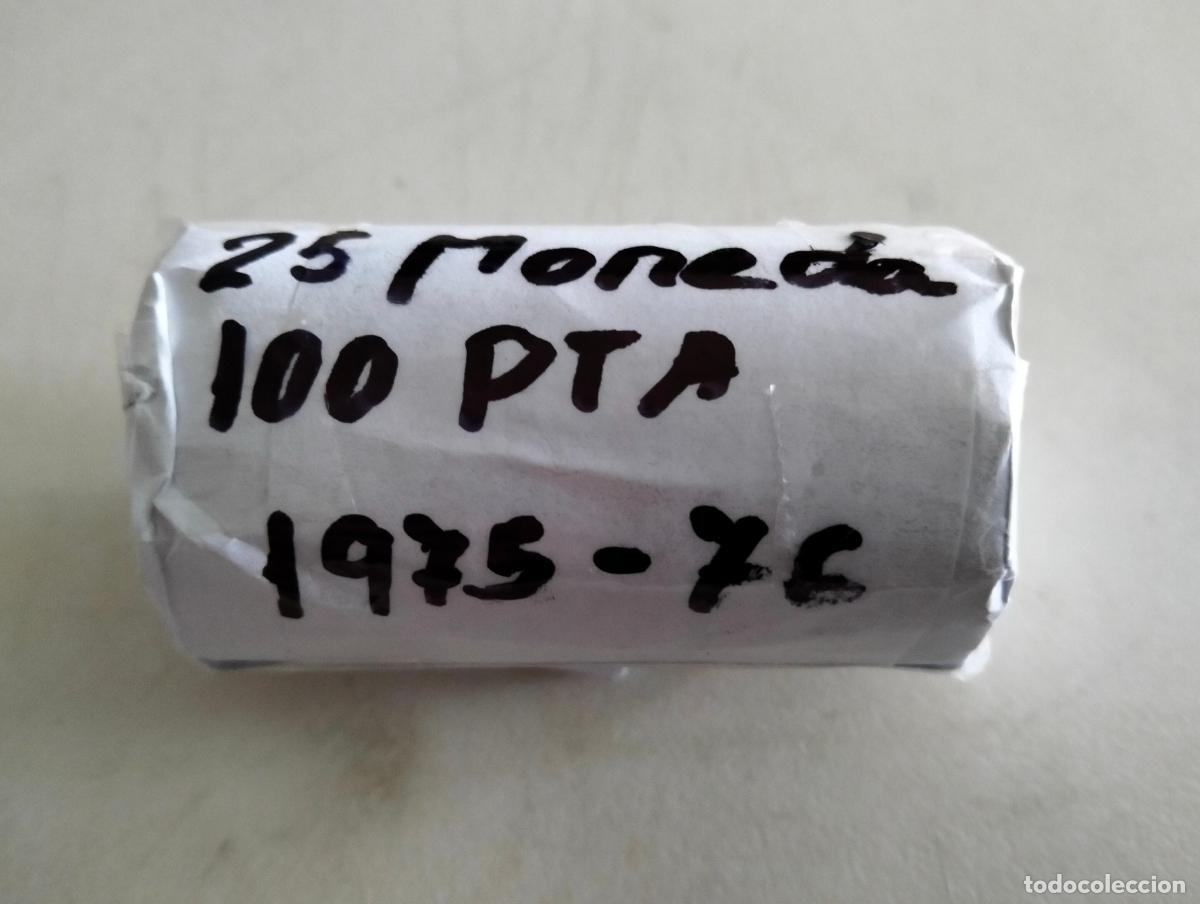 25 Moneda
100 PTA
1975-76
todocoleccion